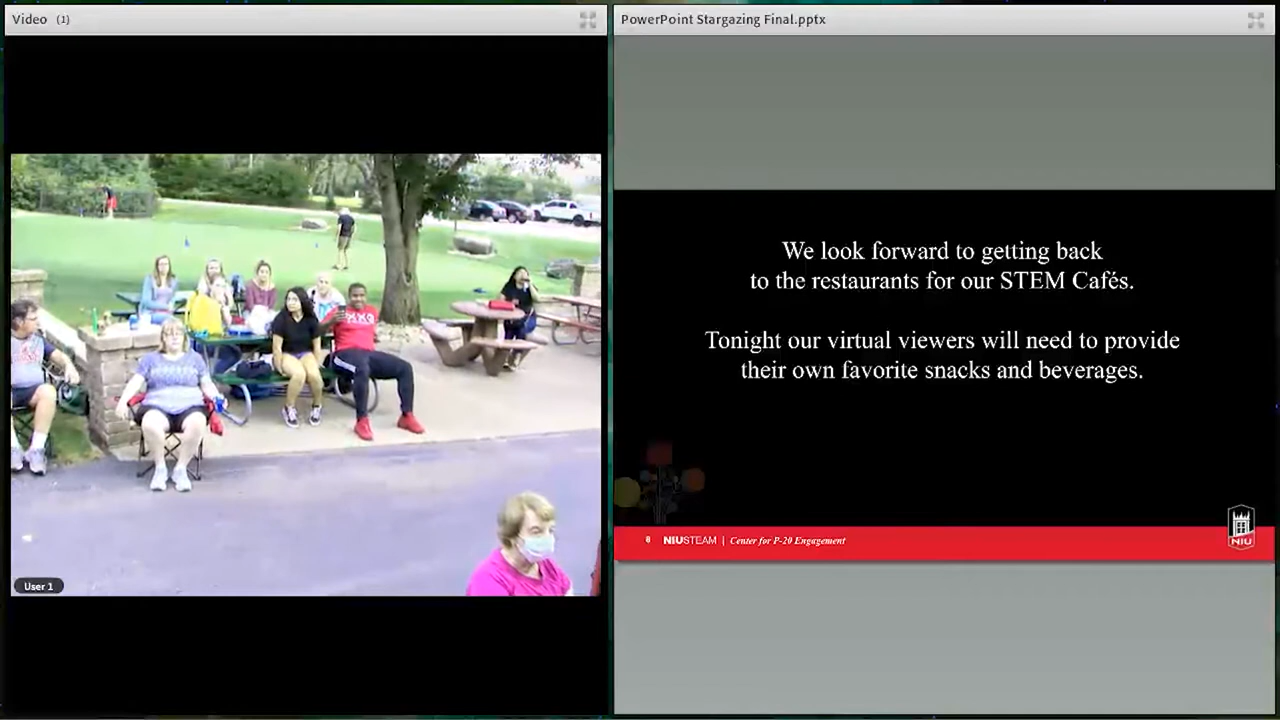 Video (1)
PowerPoint Stargazing Final.pptx
We look forward to getting back
to the restaurants for our STEM Cafés.
Tonight our virtual viewers will need to provide
their own favorite snacks and beverages.
8 NIUSTEAM | Center for P-20 Engagement
NIU
User 1